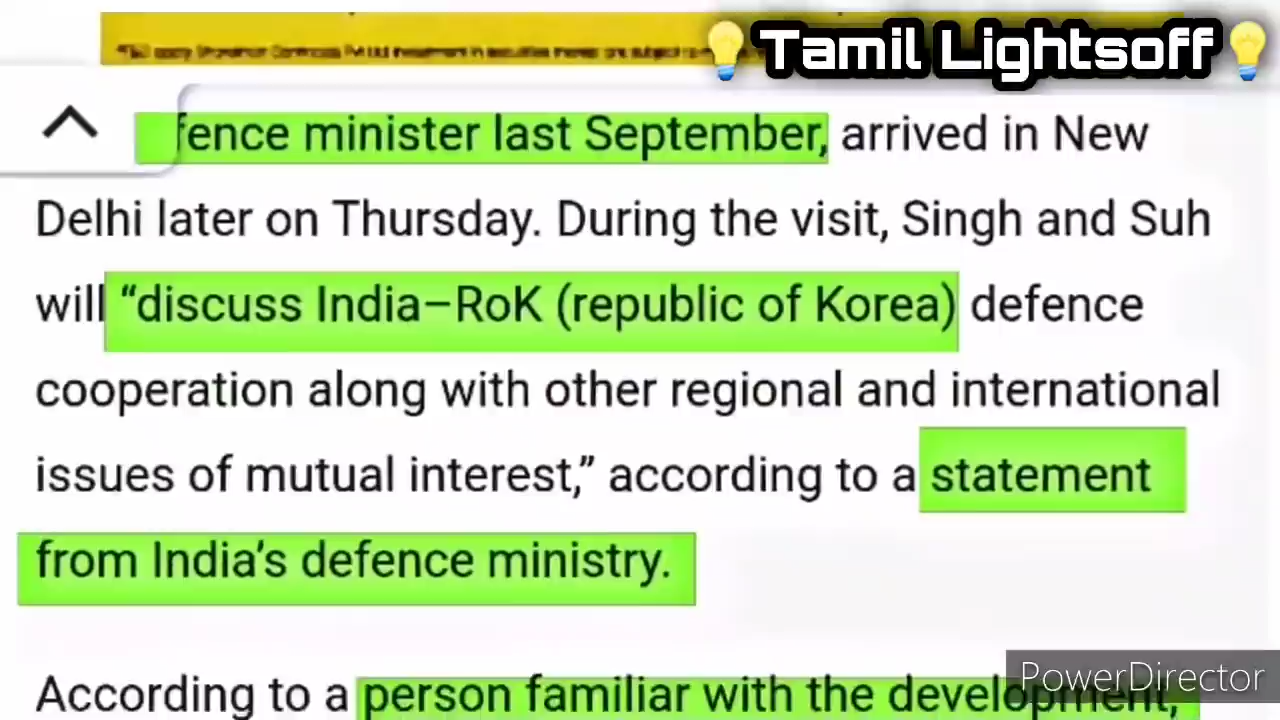 Tamil Lightsoff
fence minister last September, arrived in New
Delhi later on Thursday. During the visit, Singh and Suh
will “discuss India–RoK (republic of Korea) defence
cooperation along with other regional and international
issues of mutual interest,” according to a statement
from India’s defence ministry.
According to a person familiar with the development,
PowerDirector